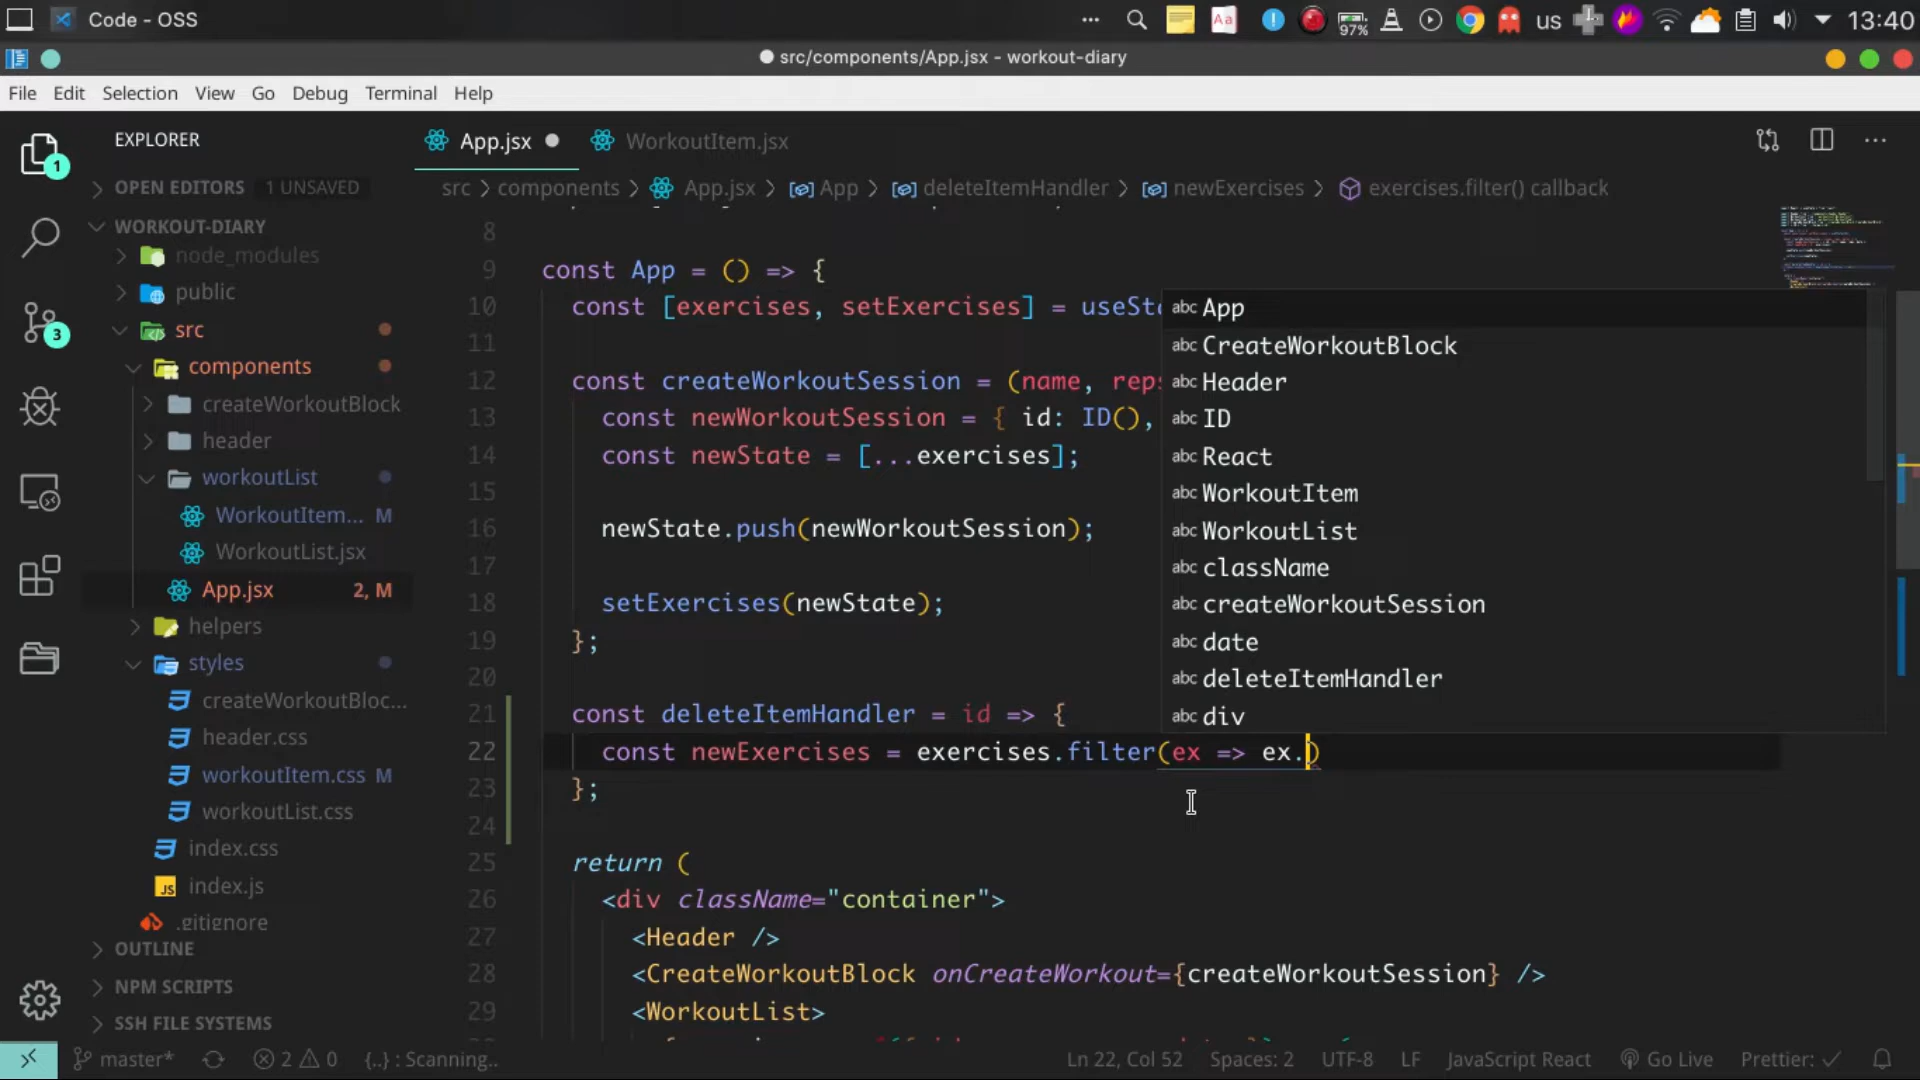 Code - OSS
97%
us
13:40
src/components/App.jsx - workout-diary
File Edit Selection View Go Debug Terminal Help
EXPLORER
App.jsx
WorkoutItem.jsx
1
OPEN EDITORS 1 UNSAVED
src > components > App.jsx > App > deleteItemHandler > newExercises > exercises.filter() callback
WORKOUT-DIARY
node_modules
public
src
components
createWorkoutBlock
header
workoutList
WorkoutItem... M
WorkoutList.jsx
App.jsx 2, M
helpers
styles
createWorkoutBloc...
header.css
workoutItem.css M
workoutList.css
index.css
JS index.js
.gitignore
OUTLINE
NPM SCRIPTS
SSH FILE SYSTEMS
3
8
9 const App = () => {
10 const [exercises, setExercises] = useSta
11
12 const createWorkoutSession = (name, reps
13 const newWorkoutSession = { id: ID(),
14 const newState = [...exercises];
15
16 newState.push(newWorkoutSession);
17
18 setExercises(newState);
19 };
20
21 const deleteItemHandler = id => {
22 const newExercises = exercises.filter(ex => ex.)
23 };
24
25 return (
26 <div className="container">
27 <Header />
28 <CreateWorkoutBlock onCreateWorkout={createWorkoutSession} />
29 <WorkoutList>
abc App
abc CreateWorkoutBlock
abc Header
abc ID
abc React
abc WorkoutItem
abc WorkoutList
abc className
abc createWorkoutSession
abc date
abc deleteItemHandler
abc div
master* 2 0 {..} : Scanning.. Ln 22, Col 52 Spaces: 2 UTF-8 LF JavaScript React Go Live Prettier: ✓